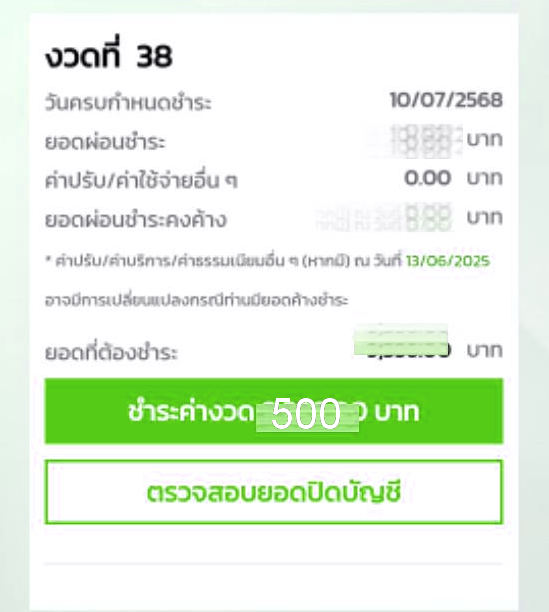 งวดที่ 38
วันครบกำหนดชำระ 10/07/2568
ยอดผ่อนชำระ บาท
ค่าปรับ/ค่าใช้จ่ายอื่น ๆ 0.00 บาท
ยอดผ่อนชำระคงค้าง บาท
* ค่าปรับ/ค่าบริการ/ค่าธรรมเนียมอื่น ๆ (หากมี) ณ วันที่ 13/06/2025
อาจมีการเปลี่ยนแปลงกรณีท่านมียอดค้างชำระ
ยอดที่ต้องชำระ บาท
ชำระค่างวด 500 บาท
ตรวจสอบยอดปิดบัญชี